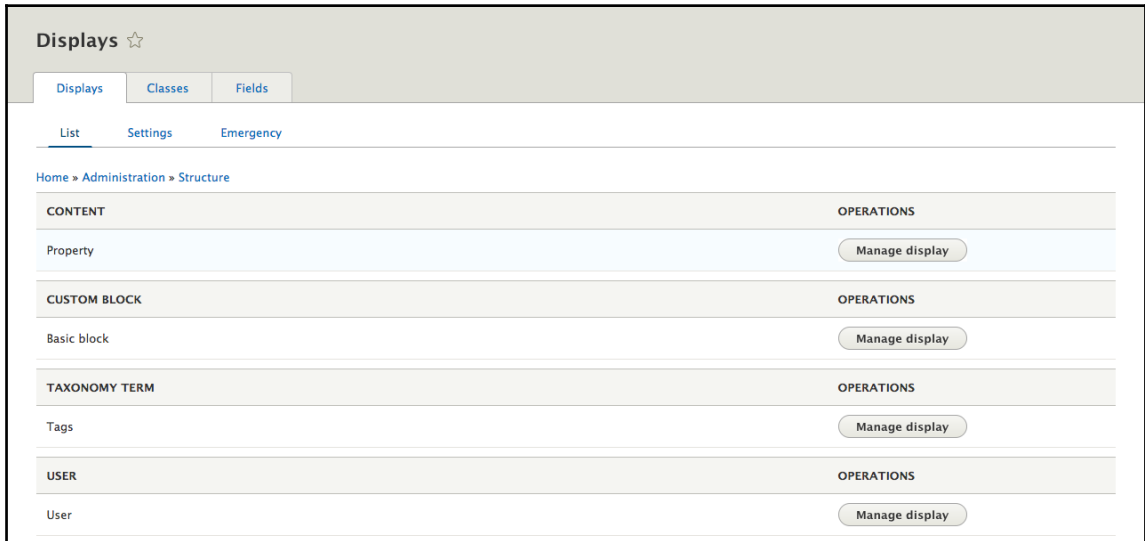 Displays
Displays Classes Fields
List Settings Emergency
Home » Administration » Structure
CONTENT OPERATIONS
Property Manage display
CUSTOM BLOCK OPERATIONS
Basic block Manage display
TAXONOMY TERM OPERATIONS
Tags Manage display
USER OPERATIONS
User Manage display